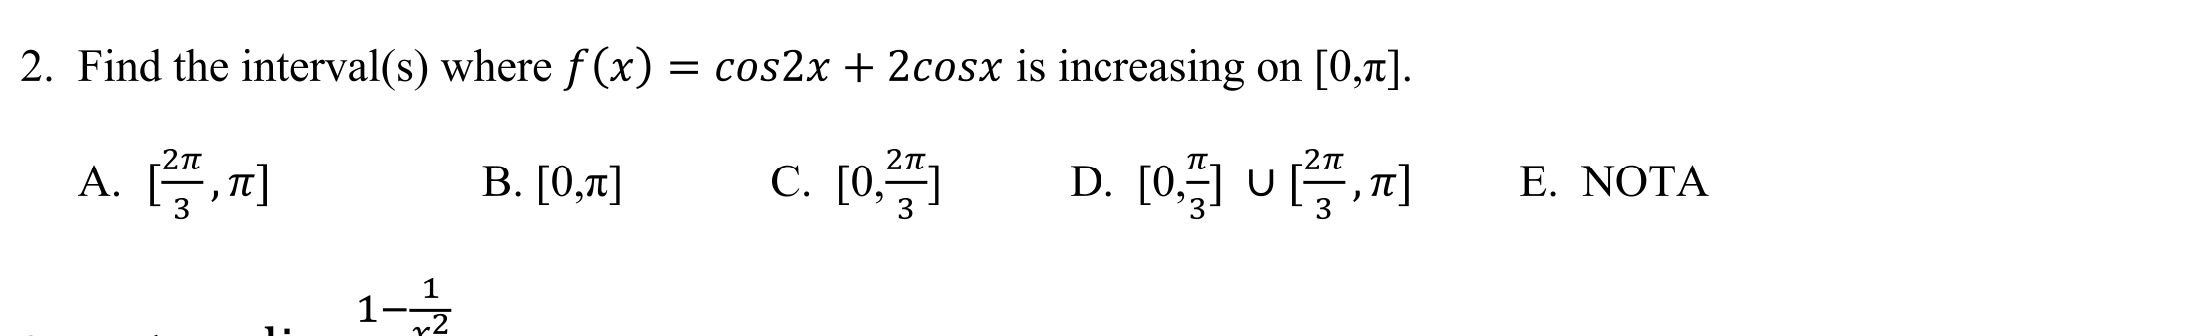 2. Find the interval(s) where f(x) = cos2x + 2cosx is increasing on [0,π].
A. [2π/3, π] B. [0,π] C. [0,2π/3] D. [0,π/3] ∪ [2π/3, π] E. NOTA
1−1/x2